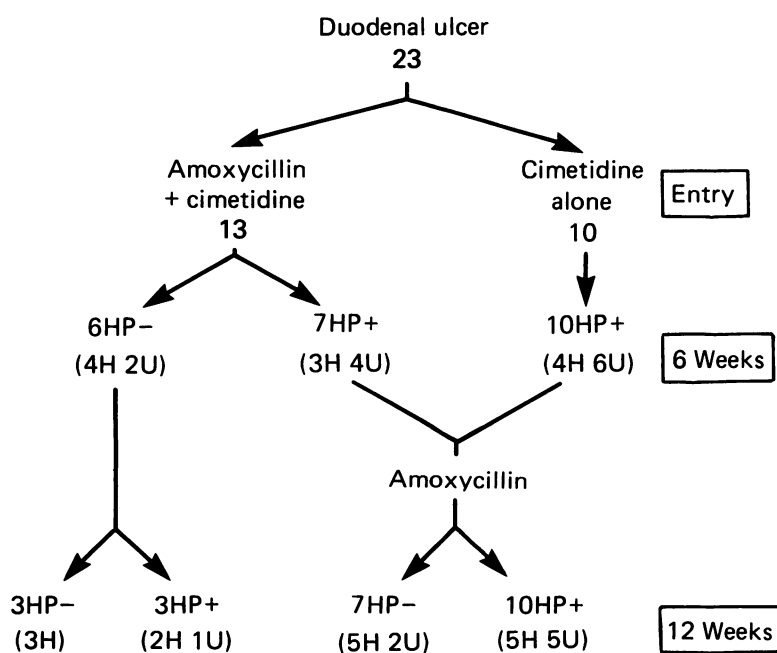 Duodenal ulcer
23
Amoxycillin
+ cimetidine
13
Cimetidine
alone
10
Entry
6HP−
(4H 2U)
7HP+
(3H 4U)
10HP+
(4H 6U)
6 Weeks
Amoxycillin
3HP−
(3H)
3HP+
(2H 1U)
7HP−
(5H 2U)
10HP+
(5H 5U)
12 Weeks